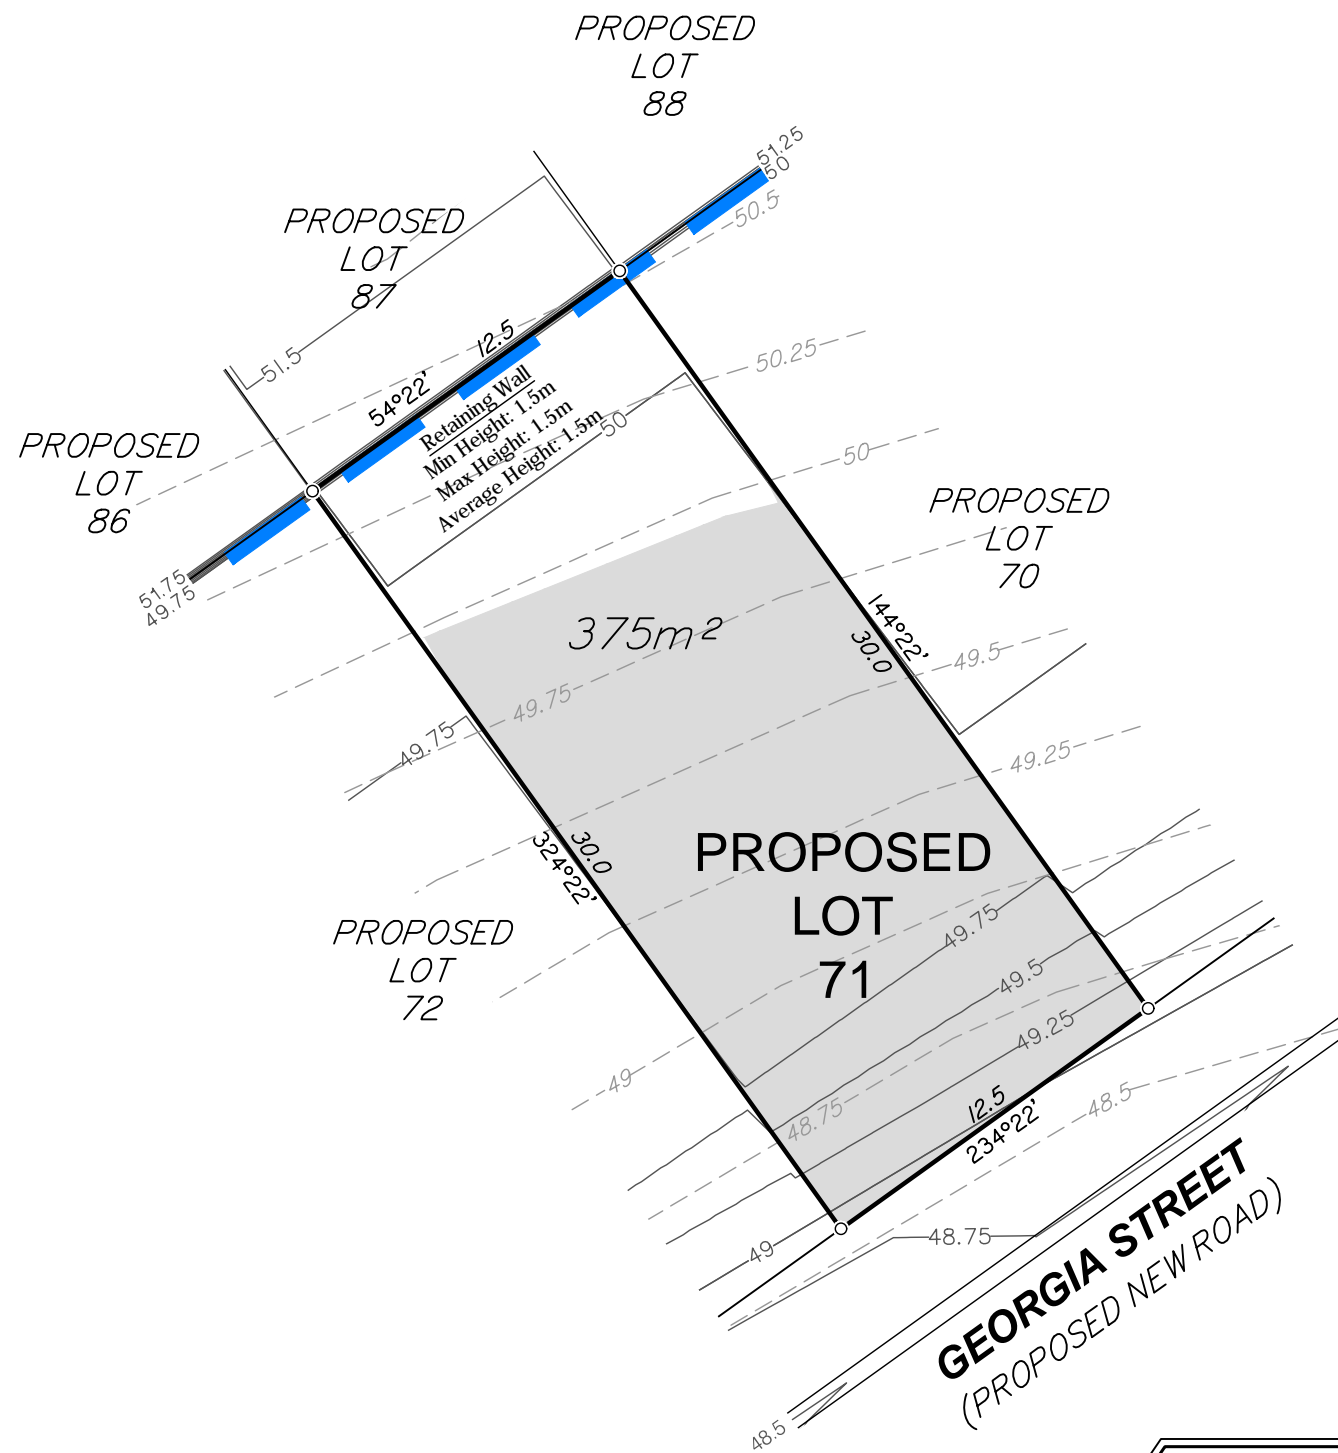 PROPOSED
LOT
88
51.25
50
50.5
PROPOSED
LOT
87
51.5
12.5
54°22'
Retaining Wall
Min Height: 1.5m
Max Height: 1.5m
Average Height: 1.5m
50
50.25
50
PROPOSED
LOT
86
51.75
49.75
PROPOSED
LOT
70
375m²
144°22'
30.0
49.5
49.75
49.75
49.25
30.0
324°22'
PROPOSED
LOT
71
PROPOSED
LOT
72
49.75
49.5
49.25
49
48.75
12.5
234°22'
48.5
49
48.75
GEORGIA STREET
(PROPOSED NEW ROAD)
48.5